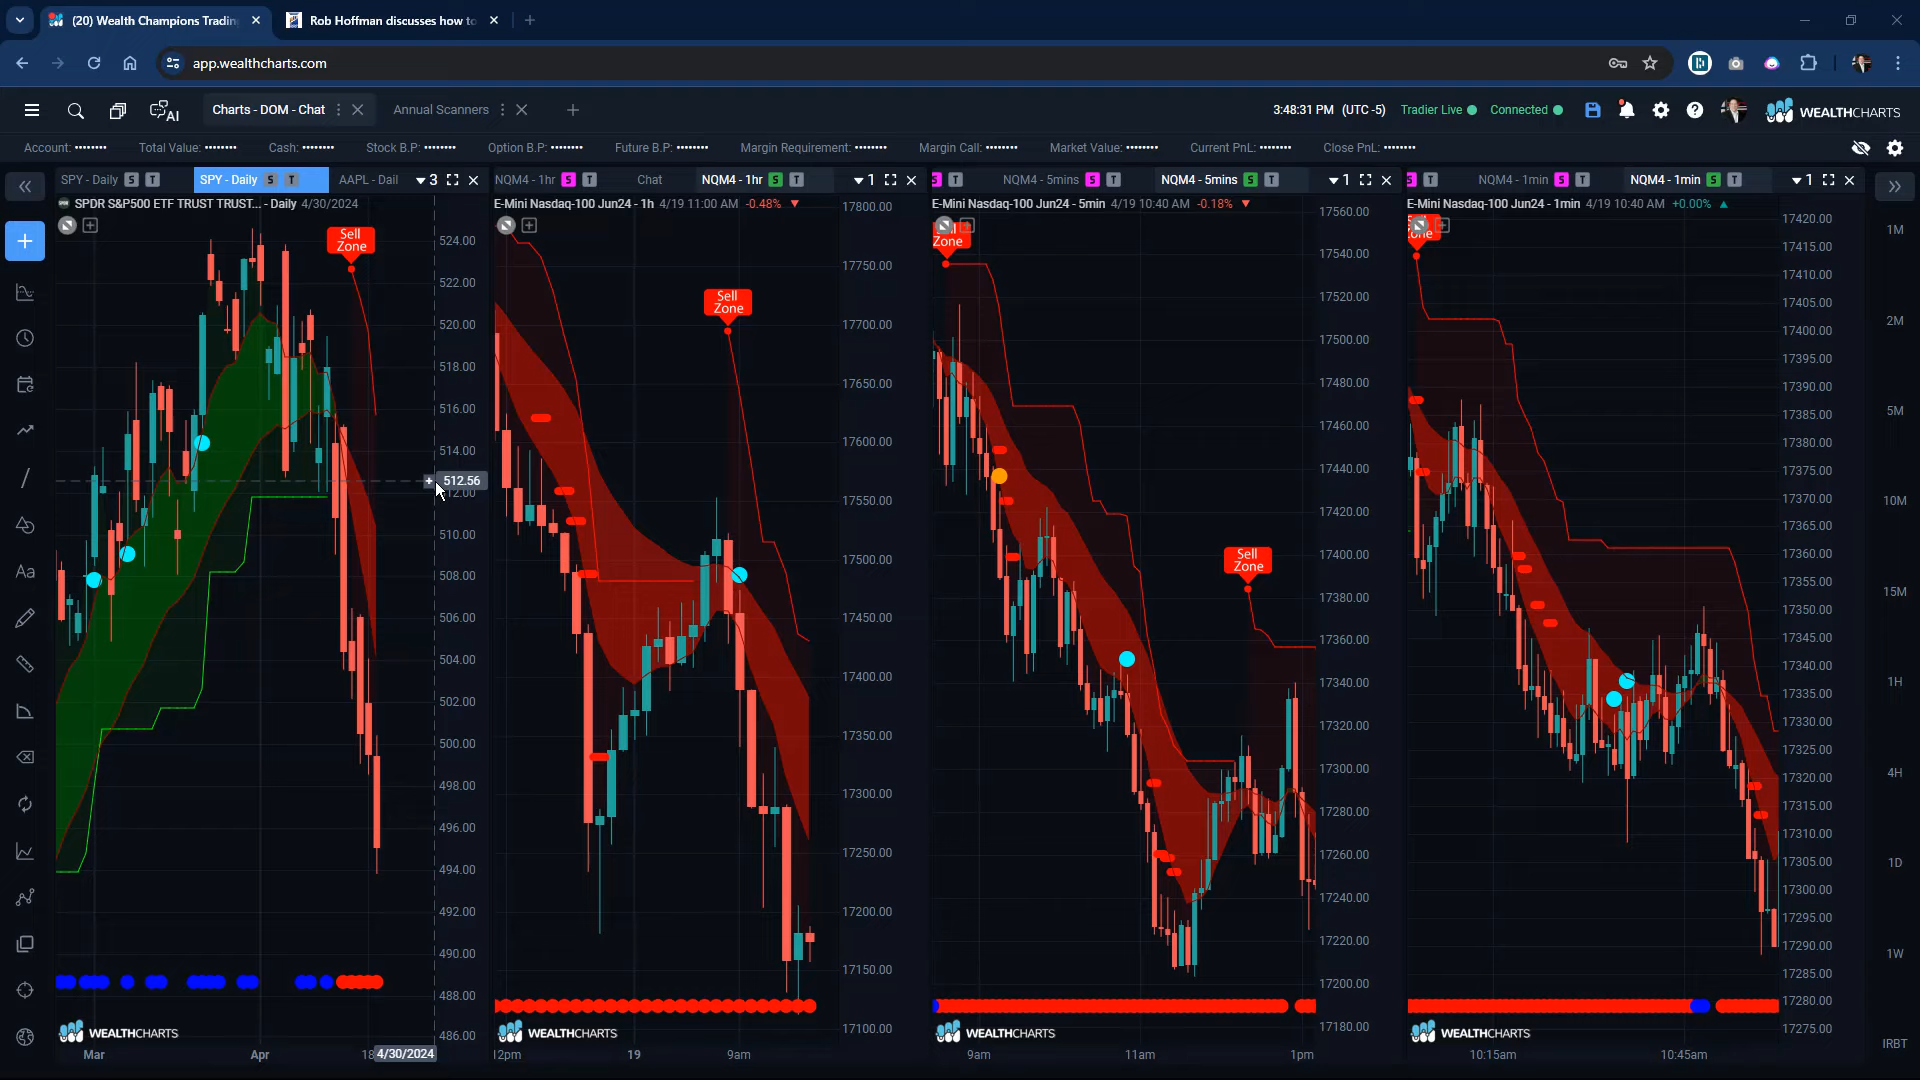 (20) Wealth Champions Tradin
Rob Hoffman discusses how to
app.wealthcharts.com
AI
Charts - DOM - Chat
Annual Scanners
3:48:31 PM (UTC-5)
Tradier Live
Connected
WEALTHCHARTS
Account: ••••••••
Total Value: ••••••••
Cash: ••••••••
Stock B.P: ••••••••
Option B.P: ••••••••
Future B.P: ••••••••
Margin Requirement: ••••••••
Margin Call: ••••••••
Market Value: ••••••••
Current PnL: ••••••••
Close PnL: ••••••••
SPY - Daily S T
SPY - Daily S T
AAPL - Dail
3
NQM4 - 1hr S T
Chat
NQM4 - 1hr S T
1
S T
NQM4 - 5mins S T
NQM4 - 5mins S T
1
S T
NQM4 - 1min S T
NQM4 - 1min S T
1
SPDR S&P500 ETF TRUST TRUST... - Daily 4/30/2024
Sell
Zone
524.00
522.00
520.00
518.00
516.00
514.00
512.56
512.00
510.00
508.00
506.00
504.00
502.00
500.00
498.00
496.00
494.00
492.00
490.00
488.00
486.00
WEALTHCHARTS
Mar
Apr
18
4/30/2024
Aa
E-Mini Nasdaq-100 Jun24 - 1h 4/19 11:00 AM -0.48%
Sell
Zone
17800.00
17750.00
17700.00
17650.00
17600.00
17550.00
17500.00
17450.00
17400.00
17350.00
17300.00
17250.00
17200.00
17150.00
17100.00
WEALTHCHARTS
12pm
19
9am
E-Mini Nasdaq-100 Jun24 - 5min 4/19 10:40 AM -0.18%
Zone
Sell
Zone
17560.00
17540.00
17520.00
17500.00
17480.00
17460.00
17440.00
17420.00
17400.00
17380.00
17360.00
17340.00
17320.00
17300.00
17280.00
17260.00
17240.00
17220.00
17200.00
17180.00
WEALTHCHARTS
9am
11am
1pm
E-Mini Nasdaq-100 Jun24 - 1min 4/19 10:40 AM +0.00%
17420.00
17415.00
17410.00
17405.00
17400.00
17395.00
17390.00
17385.00
17380.00
17375.00
17370.00
17365.00
17360.00
17355.00
17350.00
17345.00
17340.00
17335.00
17330.00
17325.00
17320.00
17315.00
17310.00
17305.00
17300.00
17295.00
17290.00
17285.00
17280.00
17275.00
WEALTHCHARTS
10:15am
10:45am
1M
2M
5M
10M
15M
1H
4H
1D
1W
IRBT